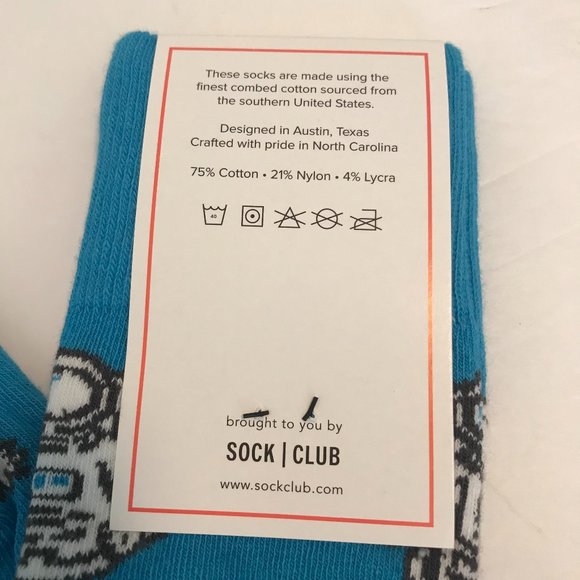 These socks are made using the
finest combed cotton sourced from
the southern United States.
Designed in Austin, Texas
Crafted with pride in North Carolina
75% Cotton • 21% Nylon • 4% Lycra
40
brought to you by
SOCK | CLUB
www.sockclub.com